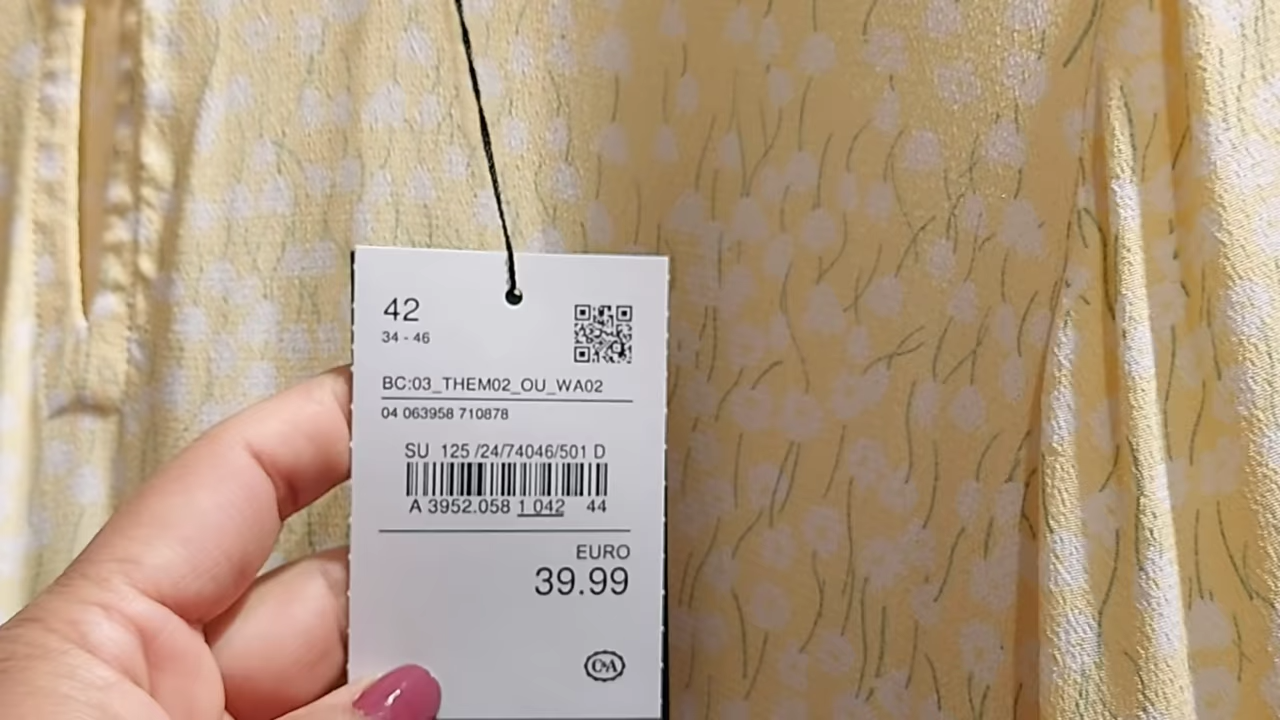 42
34 - 46
BC:03_THEM02_OU_WA02
04 063958 710878
SU 125 /24/74046/501 D
A 3952.058 1 042 44
EURO
39.99
C&A